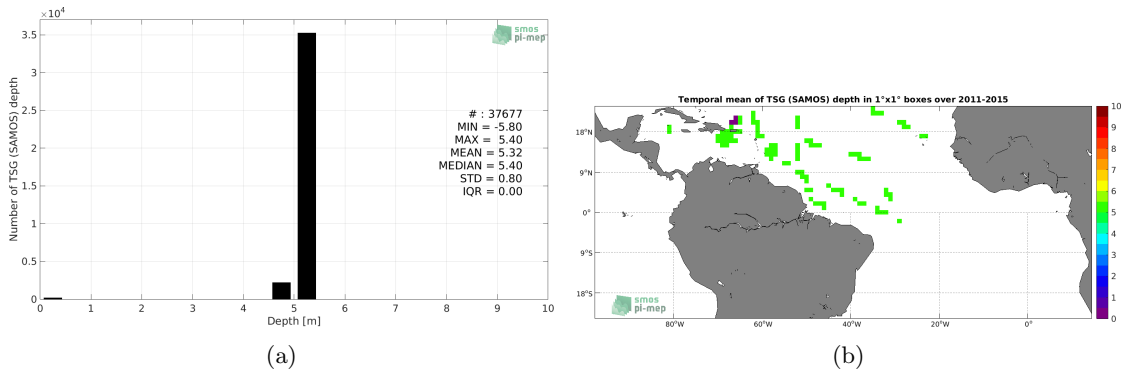 ×10⁴
3.5
3
2.5
2
1.5
1
0.5
0
0 1 2 3 4 5 6 7 8 9 10
Number of TSG (SAMOS) depth
Depth [m]
smos
pi-mep
# : 37677
MIN = -5.80
MAX = 5.40
MEAN = 5.32
MEDIAN = 5.40
STD = 0.80
IQR = 0.00
(a)
Temporal mean of TSG (SAMOS) depth in 1°x1° boxes over 2011-2015
18°N
9°N
0°
9°S
18°S
80°W 60°W 40°W 20°W 0°
smos
pi-mep
10
9
8
7
6
5
4
3
2
1
0
(b)